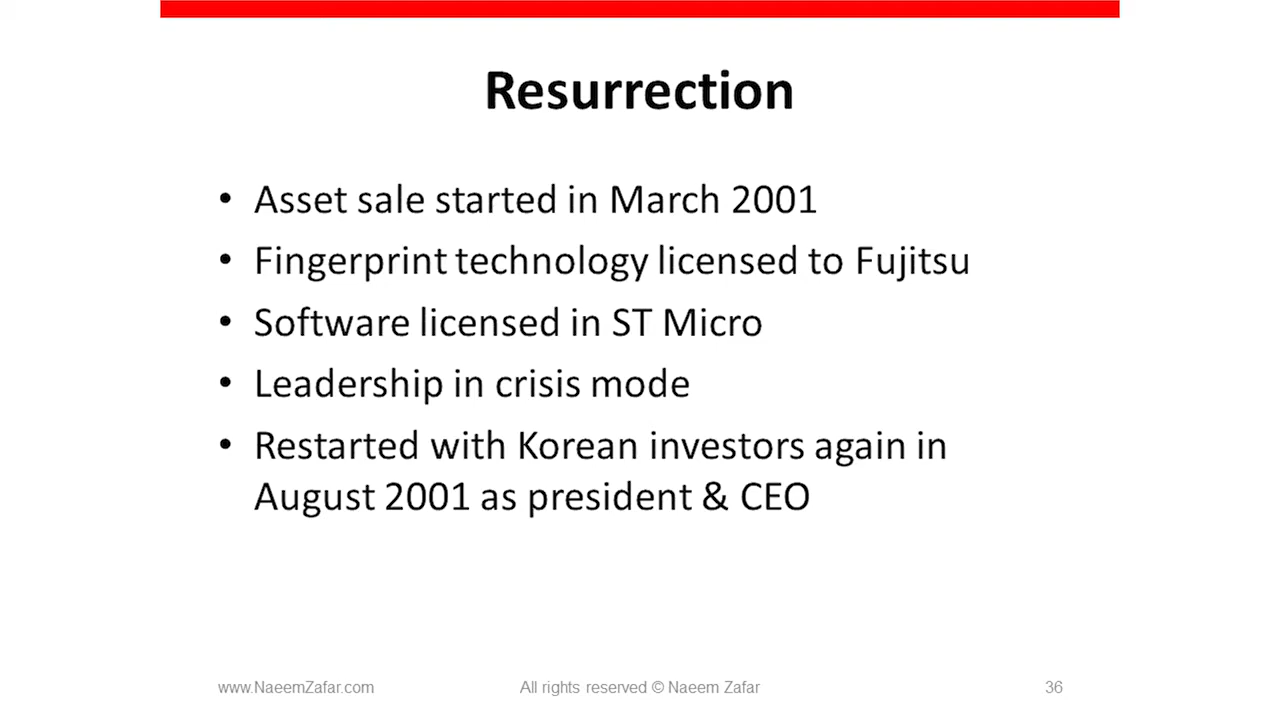 Resurrection
• Asset sale started in March 2001
• Fingerprint technology licensed to Fujitsu
• Software licensed in ST Micro
• Leadership in crisis mode
• Restarted with Korean investors again in
August 2001 as president & CEO
www.NaeemZafar.com All rights reserved © Naeem Zafar 36